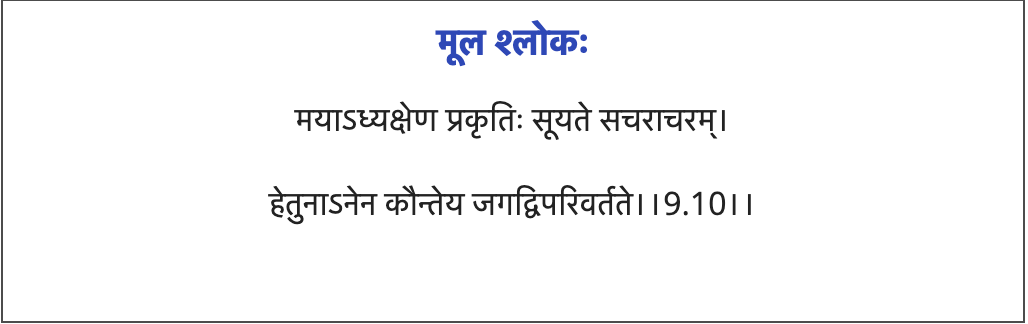 मूल श्लोकः
मयाऽध्यक्षेण प्रकृतिः सूयते सचराचरम्।
हेतुनाऽनेन कौन्तेय जगद्विपरिवर्तते।।9.10।।